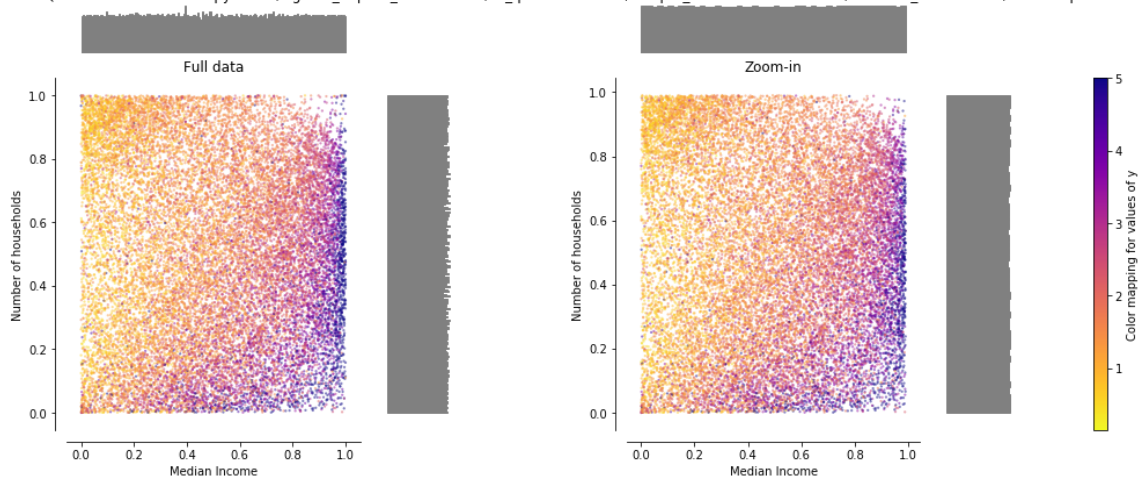 Full data
1.0
0.8
0.6
0.4
0.2
0.0
Number of households
0.0 0.2 0.4 0.6 0.8 1.0
Median Income
Zoom-in
1.0
0.8
0.6
0.4
0.2
0.0
Number of households
0.0 0.2 0.4 0.6 0.8 1.0
Median Income
5
4
3
2
1
Color mapping for values of y